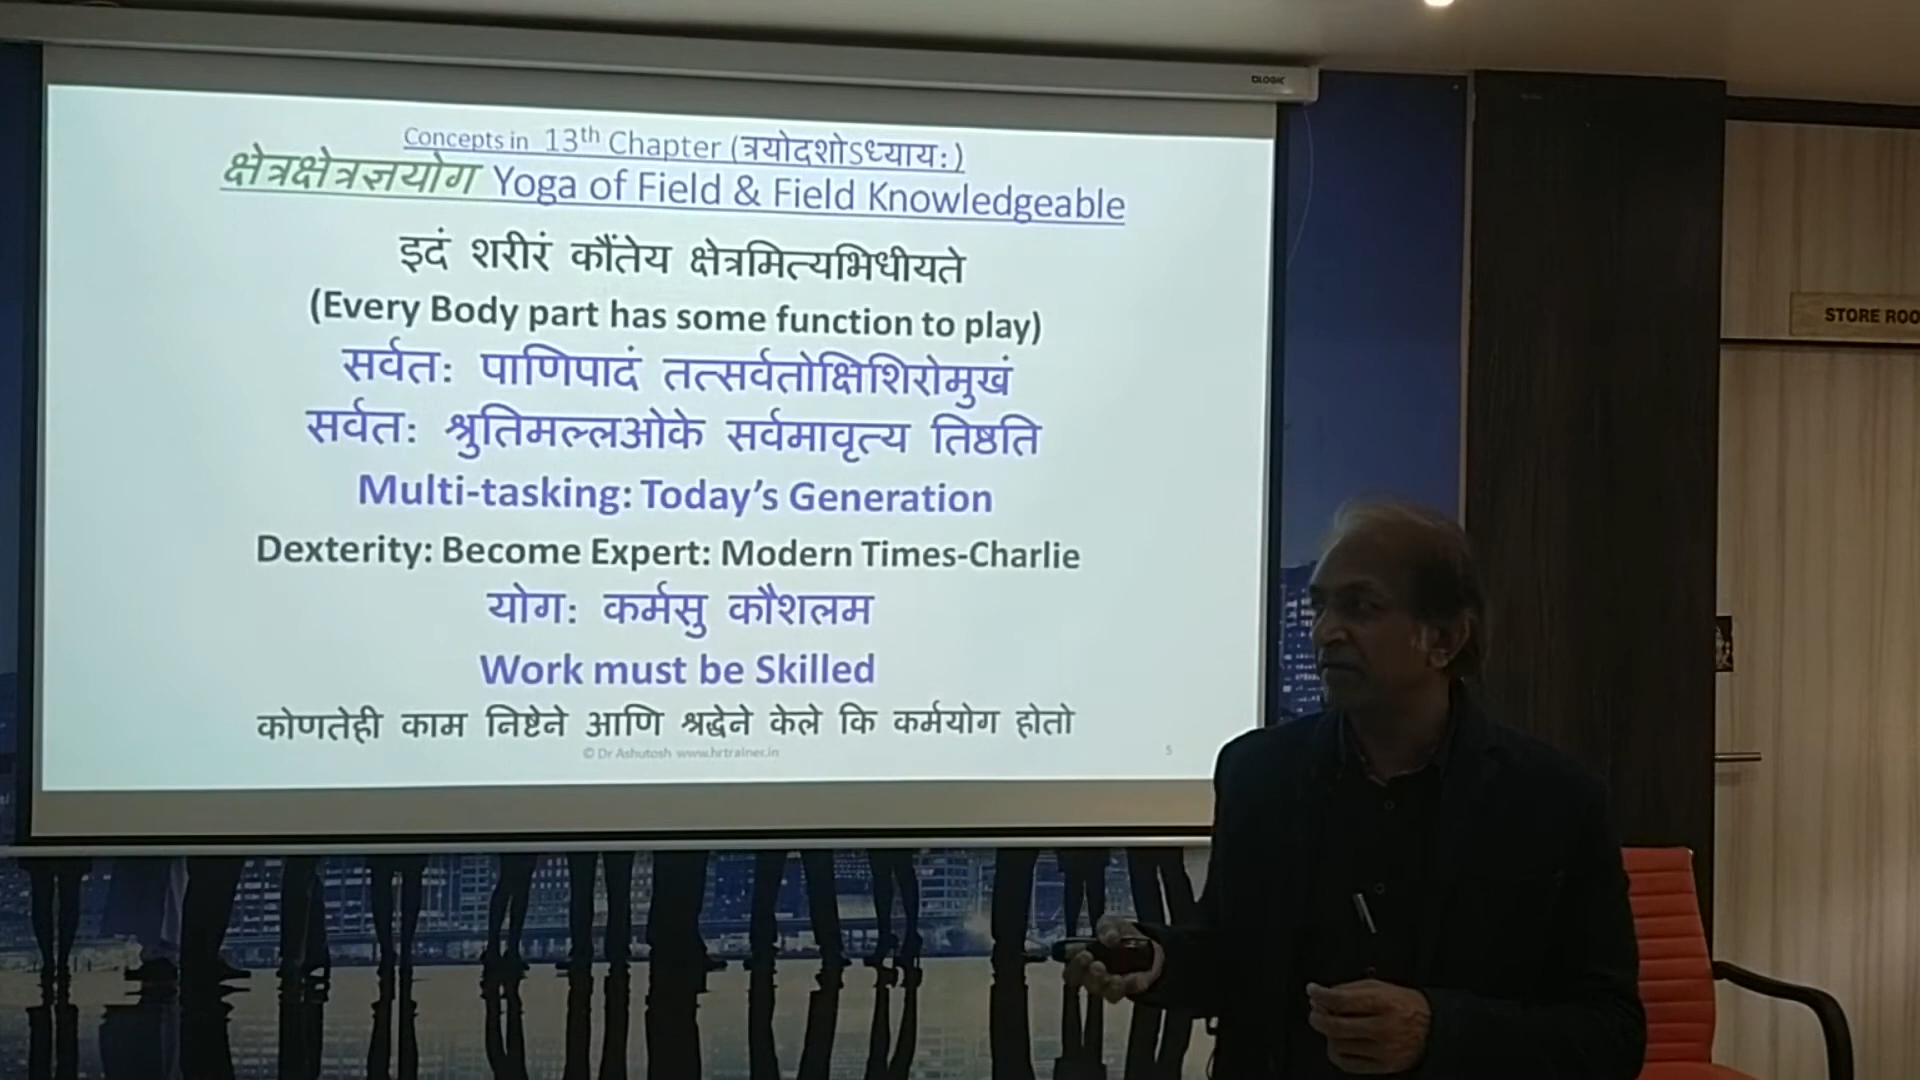 DLOGIC
Concepts in 13th Chapter (त्रयोदशोऽध्याय:)
क्षेत्रक्षेत्रज्ञयोग Yoga of Field & Field Knowledgeable
इदं शरीरं कौंतेय क्षेत्रमित्यभिधीयते
(Every Body part has some function to play)
सर्वत: पाणिपादं तत्सर्वतोक्षिशिरोमुखं
सर्वत: श्रुतिमल्लओके सर्वमावृत्य तिष्ठति
Multi-tasking: Today’s Generation
Dexterity: Become Expert: Modern Times-Charlie
योग: कर्मसु कौशलम
Work must be Skilled
कोणतेही काम निष्टेने आणि श्रद्धेने केले कि कर्मयोग होतो
© Dr Ashutosh www.hrtrainer.in
5
STORE ROO